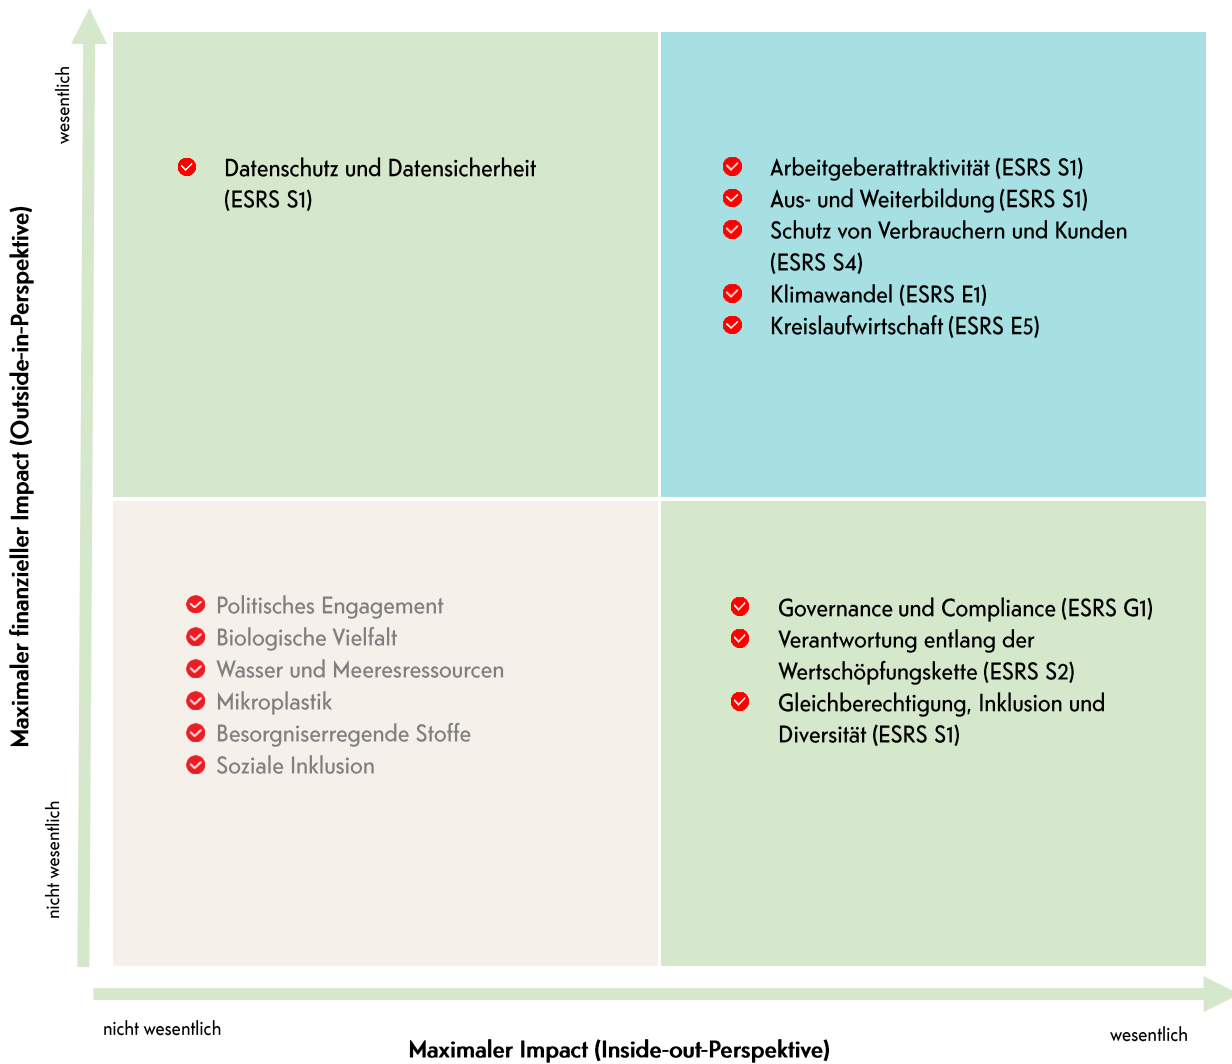 wesentlich
Maximaler finanzieller Impact (Outside-in-Perspektive)
nicht wesentlich
Datenschutz und Datensicherheit
(ESRS S1)
Arbeitgeberattraktivität (ESRS S1)
Aus- und Weiterbildung (ESRS S1)
Schutz von Verbrauchern und Kunden
(ESRS S4)
Klimawandel (ESRS E1)
Kreislaufwirtschaft (ESRS E5)
Politisches Engagement
Biologische Vielfalt
Wasser und Meeresressourcen
Mikroplastik
Besorgniserregende Stoffe
Soziale Inklusion
Governance und Compliance (ESRS G1)
Verantwortung entlang der
Wertschöpfungskette (ESRS S2)
Gleichberechtigung, Inklusion und
Diversität (ESRS S1)
nicht wesentlich
Maximaler Impact (Inside-out-Perspektive)
wesentlich